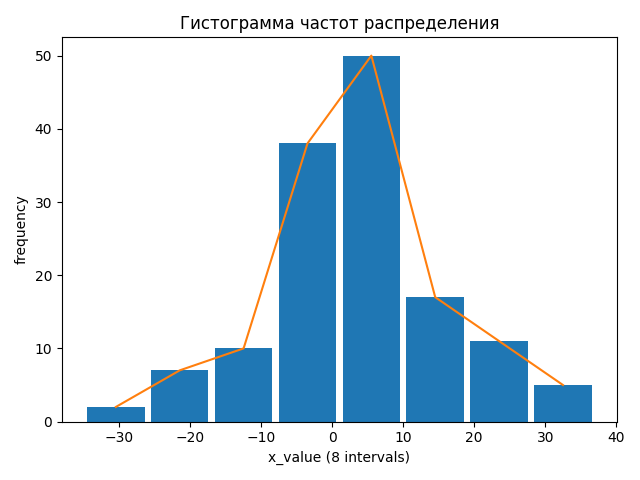 Гистограмма частот распределения
50
40
30
20
10
0
frequency
−30 −20 −10 0 10 20 30 40
x_value (8 intervals)